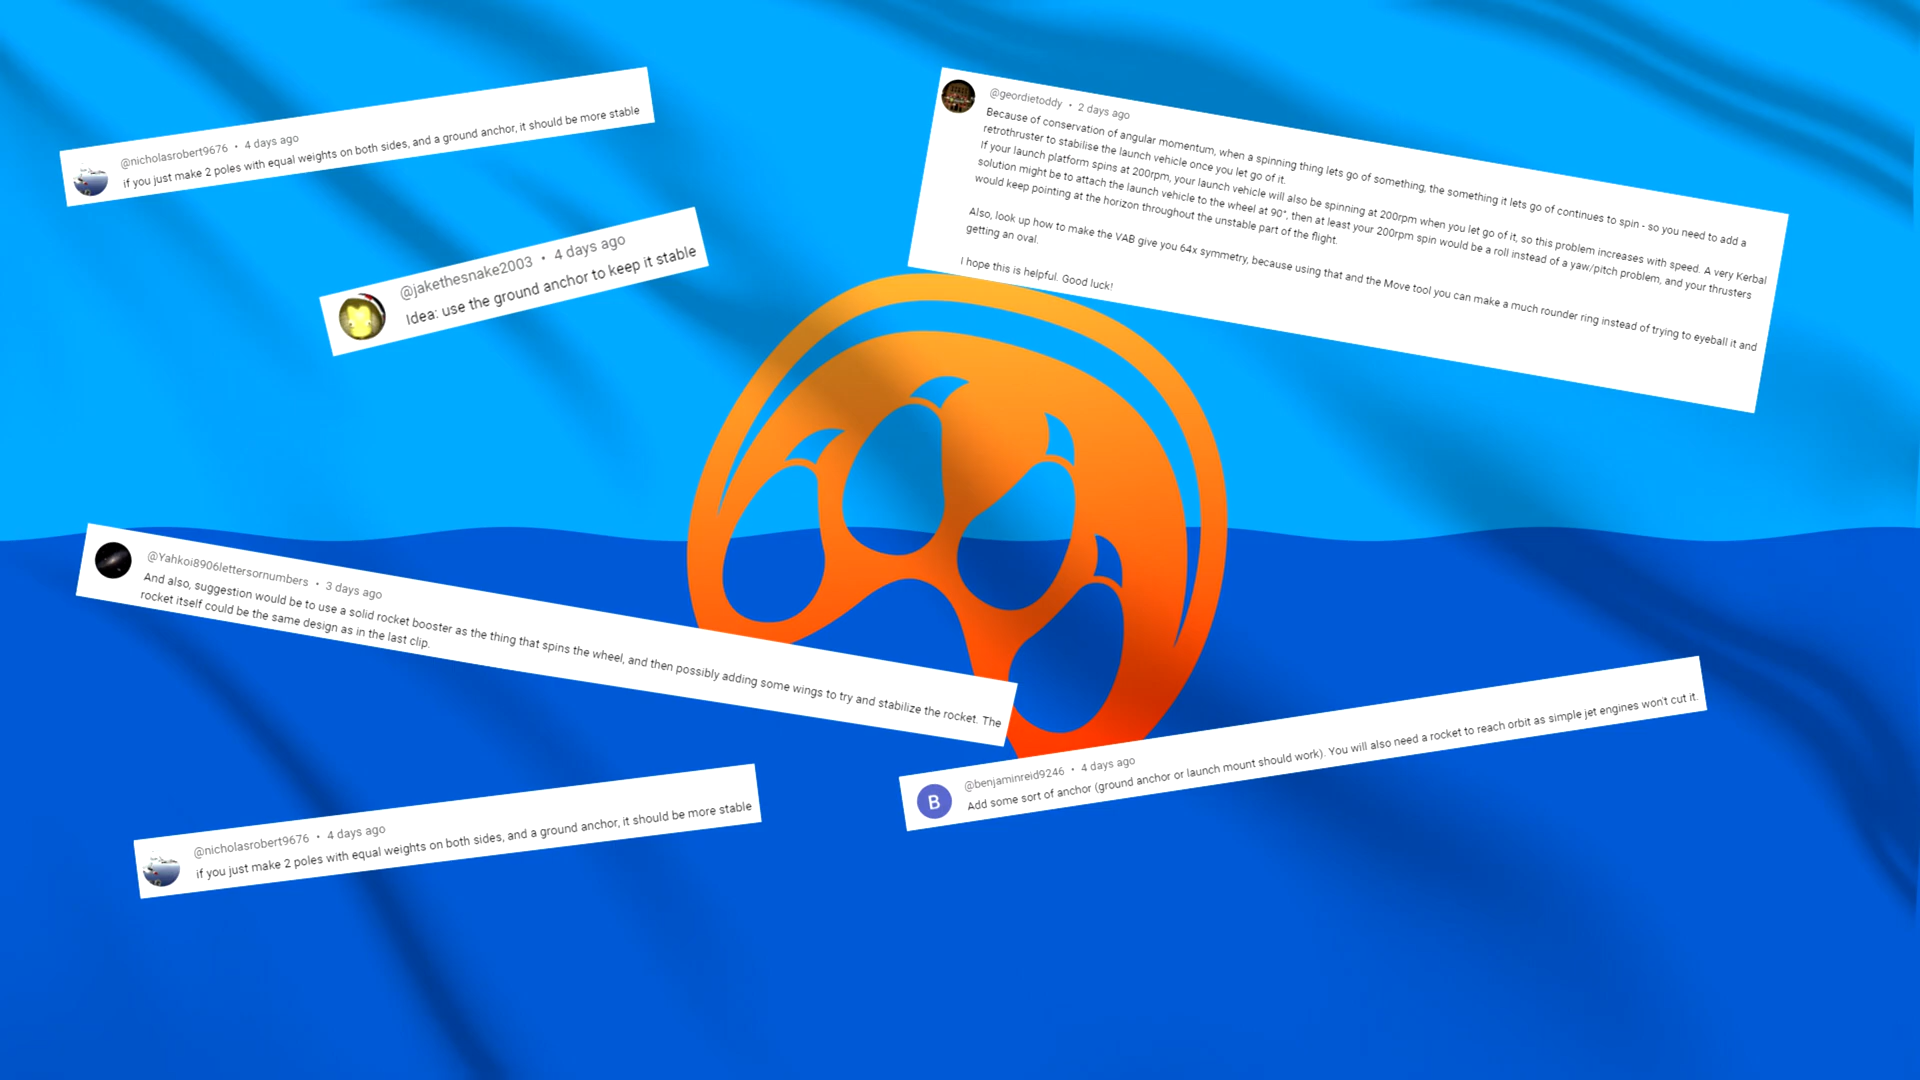 @nicholasrobert9676 • 4 days ago
if you just make 2 poles with equal weights on both sides, and a ground anchor, it should be more stable
@jakethesnake2003 • 4 days ago
Idea: use the ground anchor to keep it stable
@geordietoddy • 2 days ago
Because of conservation of angular momentum, when a spinning thing lets go of something, the something it lets go of continues to spin - so you need to add a
retrothruster to stabilise the launch vehicle once you let go of it.
If your launch platform spins at 200rpm, your launch vehicle will also be spinning at 200rpm when you let go of it, so this problem increases with speed. A very Kerbal
solution might be to attach the launch vehicle to the wheel at 90°, then at least your 200rpm spin would be a roll instead of a yaw/pitch problem, and your thrusters
would keep pointing at the horizon throughout the unstable part of the flight.
Also, look up how to make the VAB give you 64x symmetry, because using that and the Move tool you can make a much rounder ring instead of trying to eyeball it and
getting an oval.
I hope this is helpful. Good luck!
@Yahkoi8906lettersornumbers • 3 days ago
And also, suggestion would be to use a solid rocket booster as the thing that spins the wheel, and then possibly adding some wings to try and stabilize the rocket. The
rocket itself could be the same design as in the last clip.
@nicholasrobert9676 • 4 days ago
if you just make 2 poles with equal weights on both sides, and a ground anchor, it should be more stable
B
@benjaminreid9246 • 4 days ago
Add some sort of anchor (ground anchor or launch mount should work). You will also need a rocket to reach orbit as simple jet engines won't cut it.